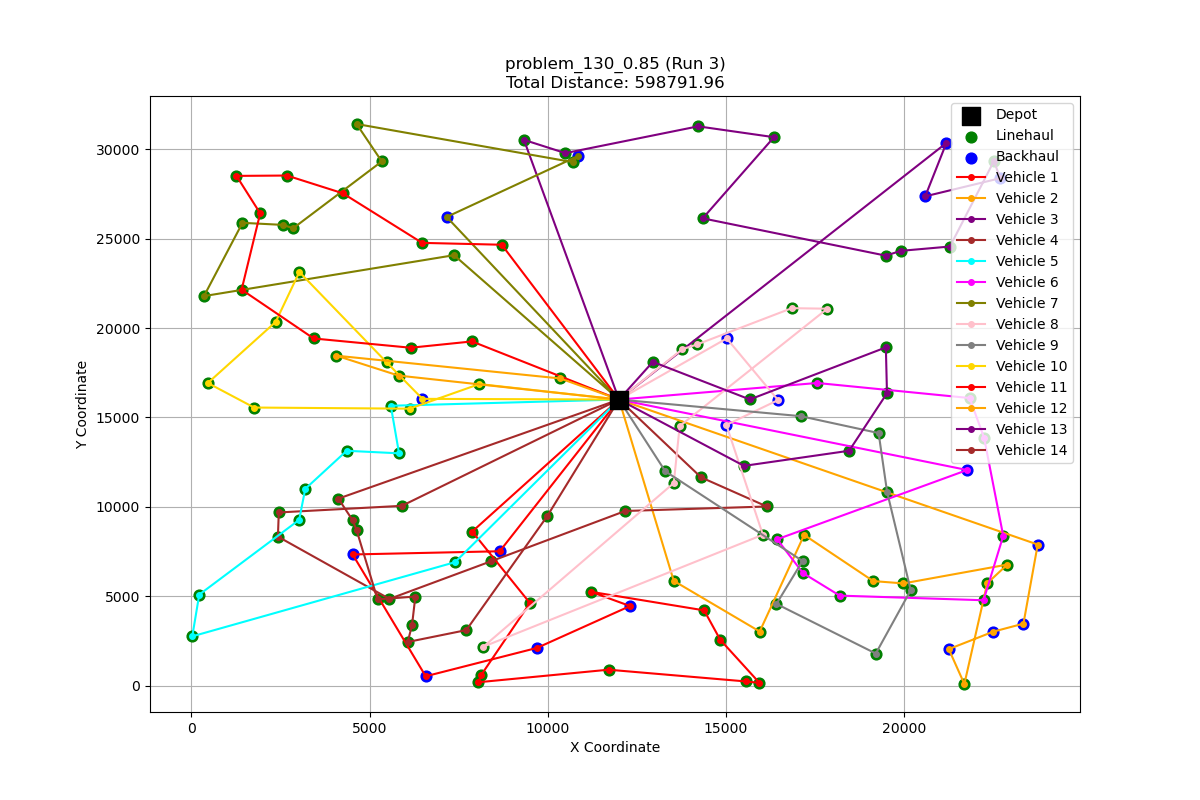 problem_130_0.85 (Run 3)
Total Distance: 598791.96
Depot
Linehaul
Backhaul
Vehicle 1
Vehicle 2
Vehicle 3
Vehicle 4
Vehicle 5
Vehicle 6
Vehicle 7
Vehicle 8
Vehicle 9
Vehicle 10
Vehicle 11
Vehicle 12
Vehicle 13
Vehicle 14
Y Coordinate
30000
25000
20000
15000
10000
5000
0
0
5000
10000
15000
20000
X Coordinate